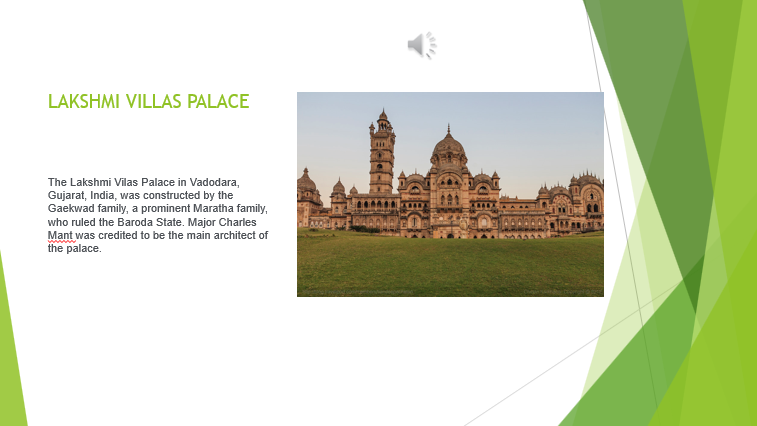 LAKSHMI VILLAS PALACE
The Lakshmi Vilas Palace in Vadodara,
Gujarat, India, was constructed by the
Gaekwad family, a prominent Maratha family,
who ruled the Baroda State. Major Charles
Mant was credited to be the main architect of
the palace.